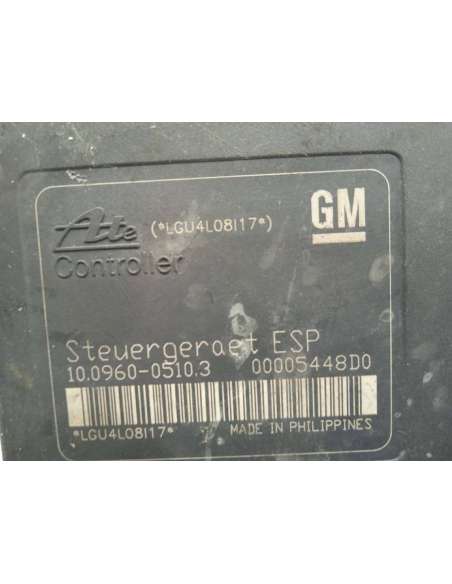 Ate (*LGU4L08I17*) GM
Controller
Steuergeraet ESP
10.0960-0510.3 00005448D0
*LGU4L08I17* MADE IN PHILIPPINES